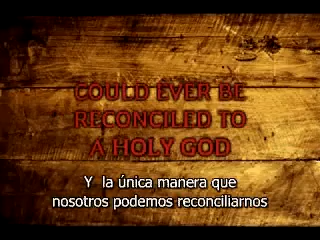 COULD EVER BE
RECONCILED TO
A HOLY GOD
Y la única manera que
nosotros podemos reconciliarnos